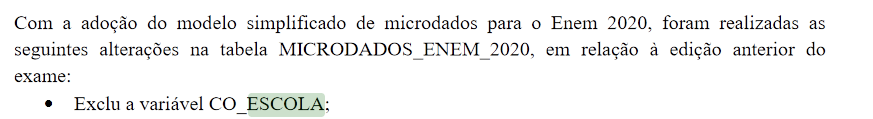 Com a adoção do modelo simplificado de microdados para o Enem 2020, foram realizadas as
seguintes alterações na tabela MICRODADOS_ENEM_2020, em relação à edição anterior do
exame:
• Exclu a variável CO_ESCOLA;